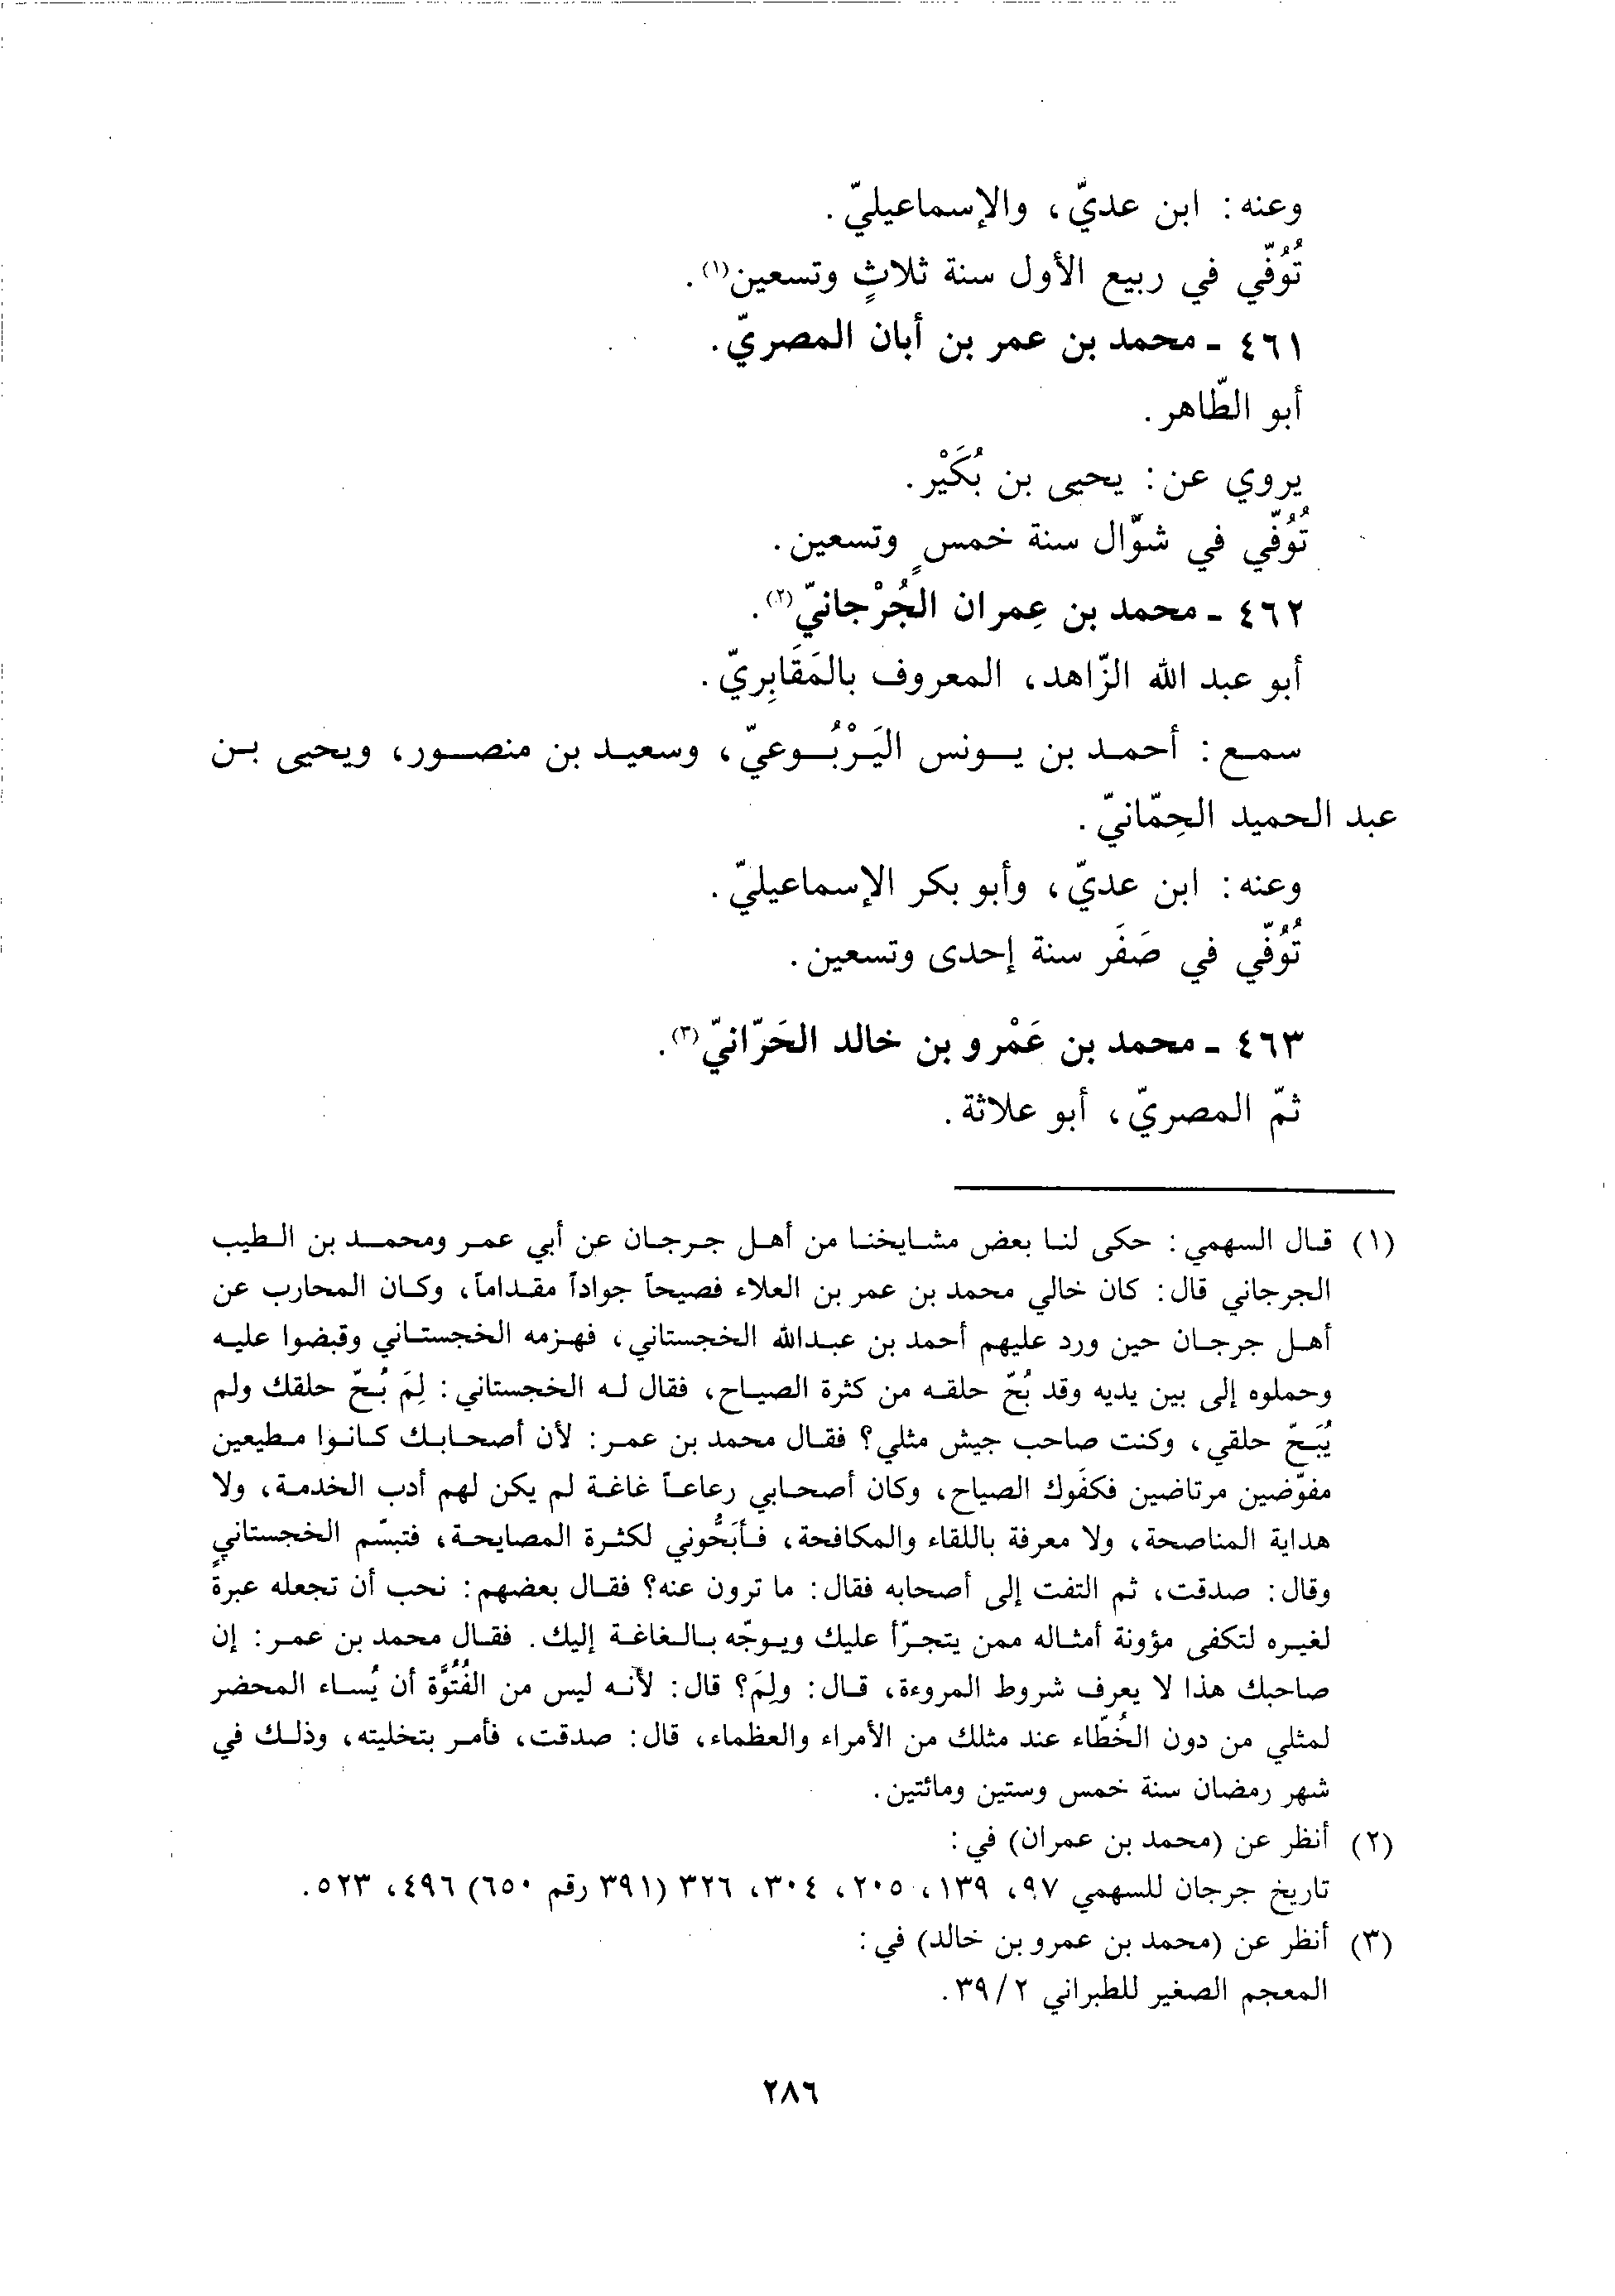 وعنه: ابن عديّ، والإسماعيليّ.
تُوُفّي في ربيع الأول سنة ثلاثٍ وتسعين(١).
٤٦١ ـ محمد بن عمر بن أبان المصريّ.
أبو الطّاهر.
يروي عن: يحيى بن بُكَيْر.
تُوُفّي في شوّال سنة خمسٍ وتسعين.
٤٦٢ ـ محمد بن عِمران الجُرْجانيّ(٢).
أبو عبد الله الزّاهد، المعروف بالمَقَابِريّ.
سمع: أحمد بن يونس اليَرْبُوعيّ، وسعيد بن منصور، ويحيى بن
عبد الحميد الحِمّانيّ.
وعنه: ابن عديّ، وأبو بكر الإسماعيليّ.
تُوُفّي في صَفَر سنة إحدى وتسعين.
٤٦٣ ـ محمد بن عَمْرو بن خالد الحَرّانيّ(٣).
ثمّ المصريّ، أبو علاثة.
(١) قال السهمي: حكى لنا بعض مشايخنا من أهل جرجان عن أبي عمر ومحمد بن الطيب
الجرجاني قال: كان خالي محمد بن عمر بن العلاء فصيحاً جواداً مقداماً، وكان المحارب عن
أهل جرجان حين ورد عليهم أحمد بن عبدالله الخجستاني، فهزمه الخجستاني وقبضوا عليه
وحملوه إلى بين يديه وقد بُحّ حلقه من كثرة الصياح، فقال له الخجستاني: لِمَ بُحّ حلقك ولم
يُبَحّ حلقي، وكنت صاحب جيش مثلي؟ فقال محمد بن عمر: لأن أصحابك كانوا مطيعين
مفوّضين مرتاضين فكفَوك الصياح، وكان أصحابي رعاعاً غاغة لم يكن لهم أدب الخدمة، ولا
هداية المناصحة، ولا معرفة باللقاء والمكافحة، فأبَحُّوني لكثرة المصايحة، فتبسّم الخجستاني
وقال: صدقت، ثم التفت إلى أصحابه فقال: ما ترون عنه؟ فقال بعضهم: نحب أن تجعله عبرةً
لغيره لتكفى مؤونة أمثاله ممن يتجرّأ عليك ويوجّه بالغاغة إليك. فقال محمد بن عمر: إن
صاحبك هذا لا يعرف شروط المروءة، قال: ولِمَ؟ قال: لأنه ليس من الفُتُوَّة أن يُساء المحضر
لمثلي من دون الخُطّاء عند مثلك من الأمراء والعظماء، قال: صدقت، فأمر بتخليته، وذلك في
شهر رمضان سنة خمس وستين ومائتين.
(٢) أنظر عن (محمد بن عمران) في:
تاريخ جرجان للسهمي ٩٧، ١٣٩، ٢٠٥، ٣٠٤، ٣٢٦ (٣٩١ رقم ٦٥٠) ٤٩٦، ٥٢٣.
(٣) أنظر عن (محمد بن عمرو بن خالد) في:
المعجم الصغير للطبراني ٢/ ٣٩.
٢٨٦